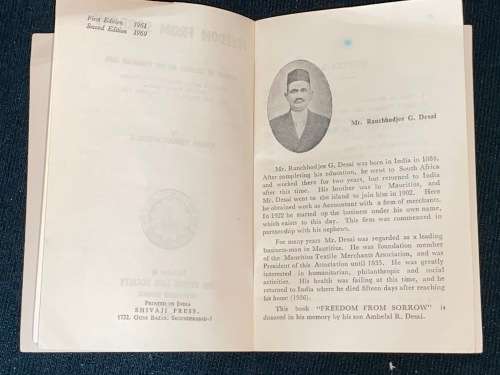 First Edition 1961
Second Edition 1969
PRINTED IN INDIA
SHIVAJI PRESS,
Mr. Ranchhodjee G. Desai
Mr. Ranchhodjee G. Desai was born in India in
After completing his education, he went to South Africa
and worked there for two years, but returned to India
after this time. His brother was in Mauritius, and
Mr. Desai went to the island to join him in 1902. Here
he obtained work as Accountant with a firm of merchants.
In 1922 he started up the business under his own name,
which exists to this day. This firm was commenced in
partnership with his nephews.
For many years Mr. Desai was regarded as a leading
business-man in Mauritius. He was foundation member
of the Mauritius Textile Merchants Association, and was
President of this Association until 1935. He was greatly
interested in humanitarian, philanthropic and social
activities. His health was failing at this time, and he
returned to India where he died fifteen days after reaching
his home (1936)
This book "FREEDOM FROM SORROW"
donated in his memory by his son Ambelal R. Desai.